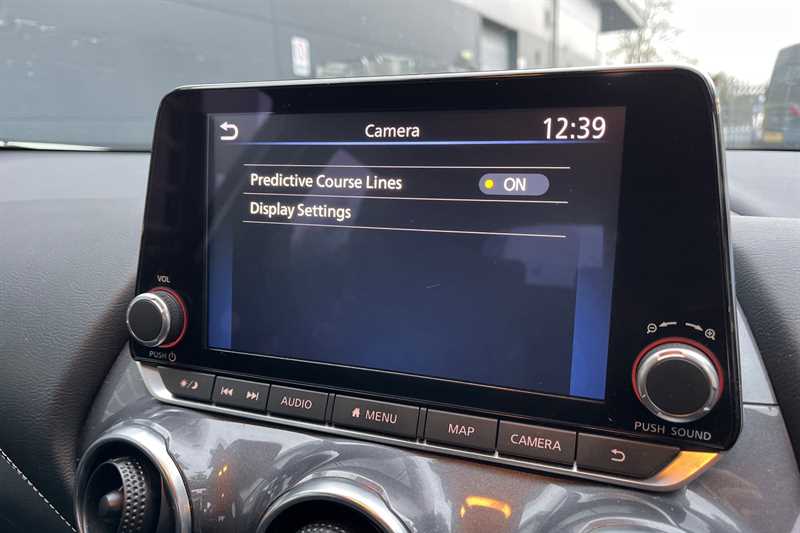 Camera
12:39
Predictive Course Lines
ON
Display Settings
VOL
PUSH
AUDIO
MENU
MAP
CAMERA
PUSH SOUND